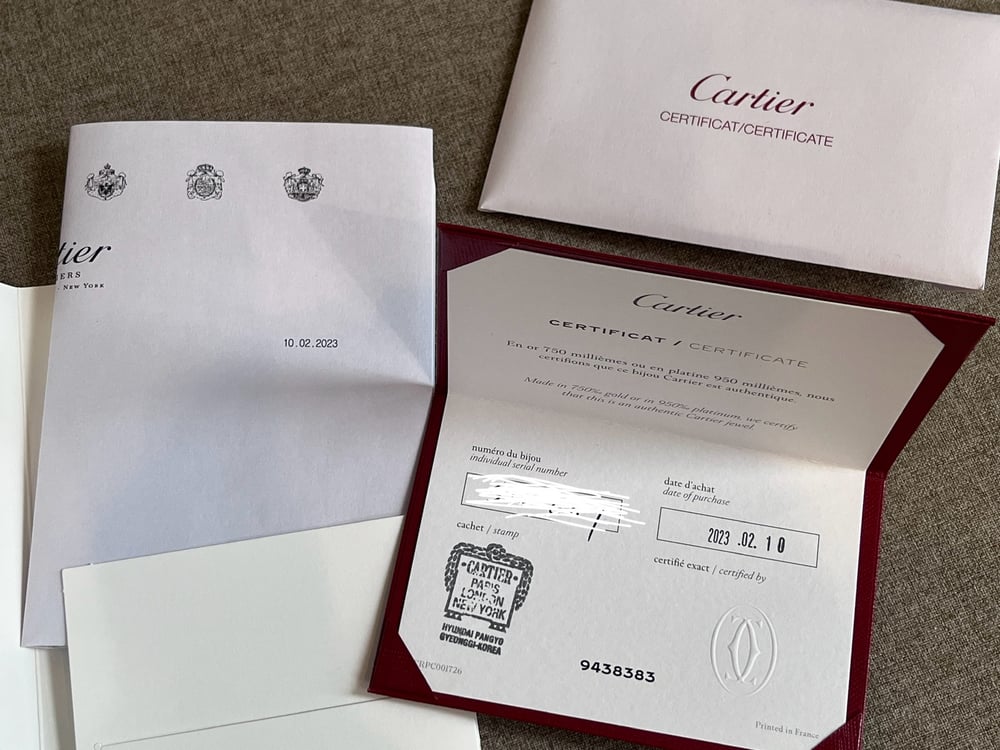 Cartier
CERTIFICAT/CERTIFICATE
tier
ERS
. NEW YORK
10.02.2023
Cartier
CERTIFICAT / CERTIFICATE
En or 750 millièmes ou en platine 950 millièmes, nous
certifions que ce bijou Cartier est authentique.
Made in 750‰ gold or in 950‰ platinum, we certify
that this is an authentic Cartier jewel.
numéro du bijou
individual serial number
date d'achat
date of purchase
2023 .02. 10
cachet / stamp
certifié exact / certified by
CARTIER
PARIS
LONDON
NEW YORK
HYUNDAI PANGYO
GYEONGGI-KOREA
RPC001726
9438383
Printed in France